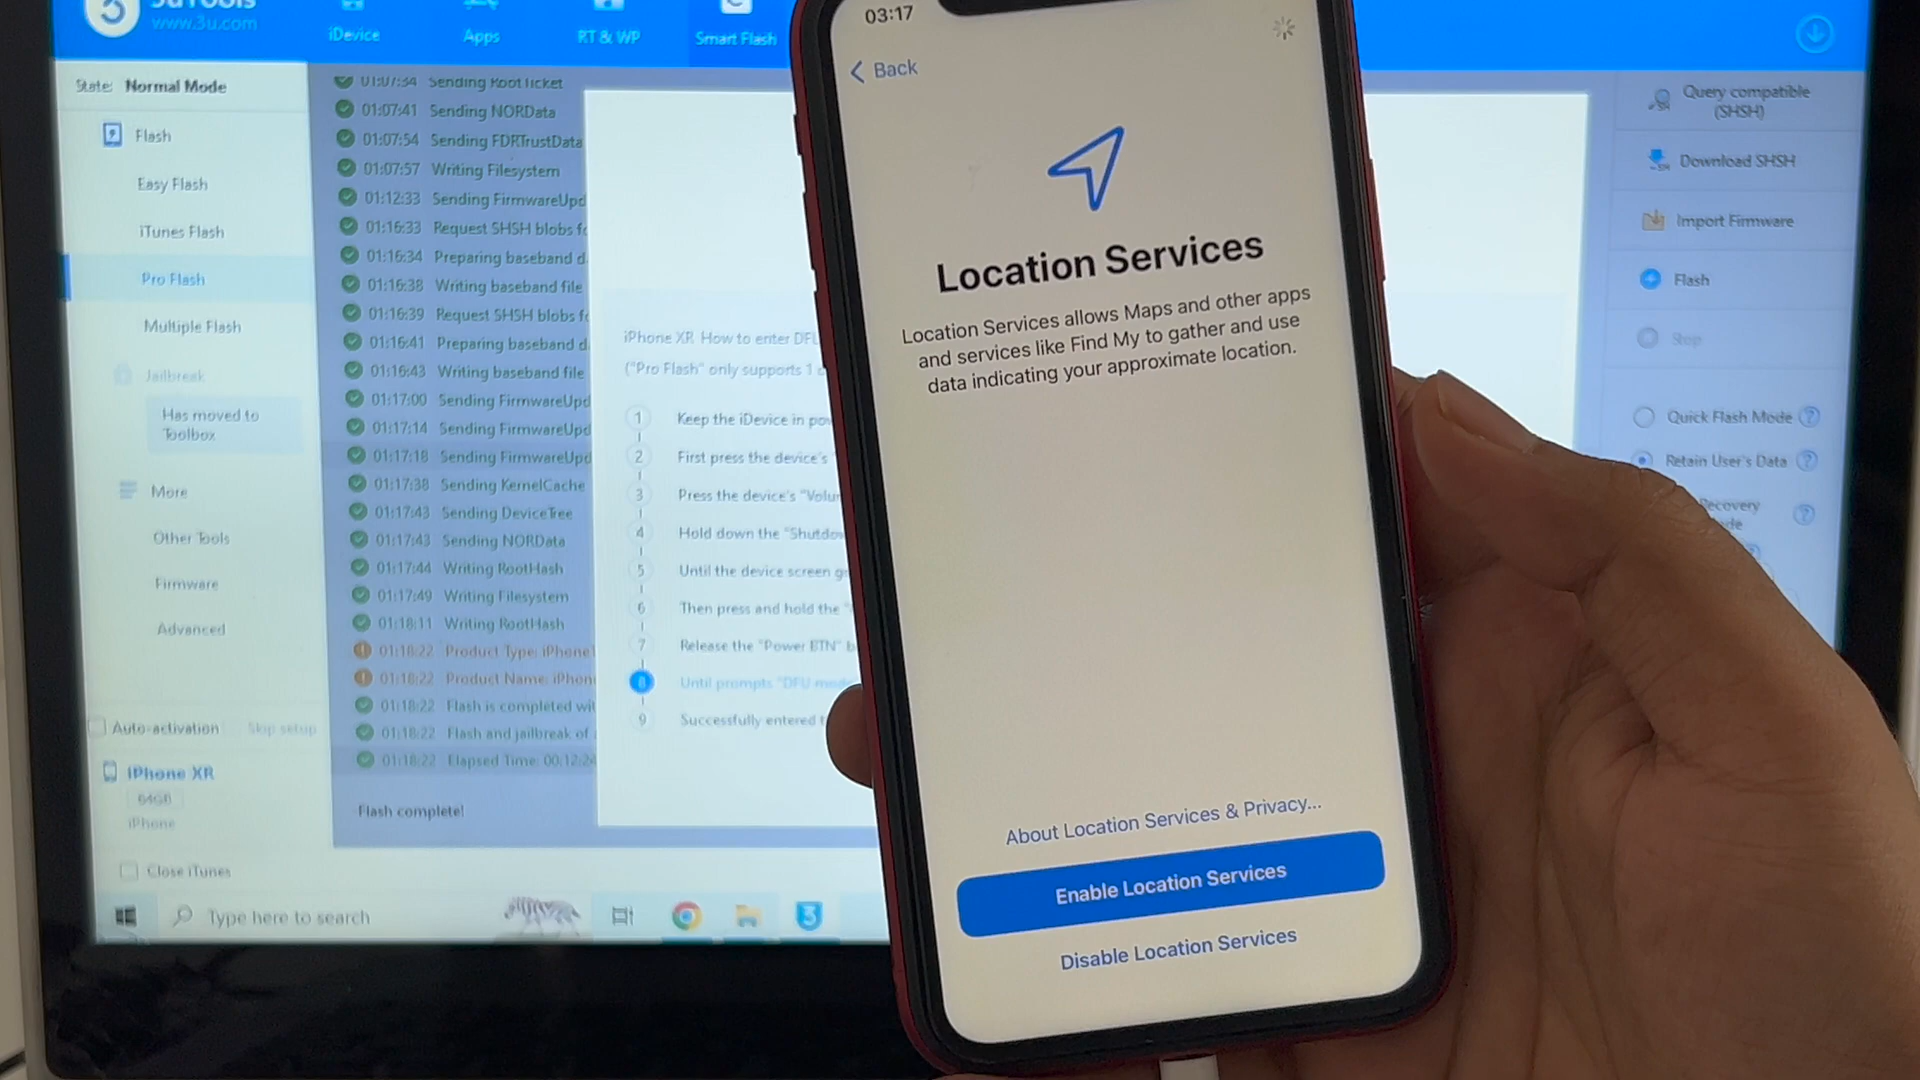 3uTools
www.3u.com
iDevice
Apps
RT & WP
Smart Flash
State: Normal Mode
Flash
Easy Flash
iTunes Flash
Pro Flash
Multiple Flash
Jailbreak
Has moved to
Toolbox
More
Other Tools
Firmware
Advanced
Auto-activation
Skip setup
iPhone XR
64GB
iPhone
Close iTunes
Type here to search
01:07:34 Sending RootTicket
01:07:41 Sending NORData
01:07:54 Sending FDRTrustData
01:07:57 Writing Filesystem
01:12:33 Sending FirmwareUpd
01:16:33 Request SHSH blobs fo
01:16:34 Preparing baseband d
01:16:38 Writing baseband file
01:16:39 Request SHSH blobs fo
01:16:41 Preparing baseband d
01:16:43 Writing baseband file
01:17:00 Sending FirmwareUpd
01:17:14 Sending FirmwareUpd
01:17:18 Sending FirmwareUpd
01:17:38 Sending KernelCache
01:17:43 Sending DeviceTree
01:17:43 Sending NORData
01:17:44 Writing RootHash
01:17:49 Writing Filesystem
01:18:11 Writing RootHash
01:18:22 Product Type: iPhone
01:18:22 Product Name: iPhon
01:18:22 Flash is completed wit
01:18:22 Flash and jailbreak of
01:18:22 Elapsed Time: 00:12:24
Flash complete!
iPhone XR How to enter DFU
("Pro Flash" only supports 1
1 Keep the iDevice in pow
2 First press the device's
3 Press the device's "Volu
4 Hold down the "Shutdo
5 Until the device screen g
6 Then press and hold the
7 Release the "Power BTN" b
8 Until prompts "DFU mod
9 Successfully entered
03:17
Back
Location Services
Location Services allows Maps and other apps
and services like Find My to gather and use
data indicating your approximate location.
About Location Services & Privacy...
Enable Location Services
Disable Location Services
Query compatible
(SHSH)
Download SHSH
Import Firmware
Flash
Stop
Quick Flash Mode ?
Retain User's Data ?
ecovery
de ?